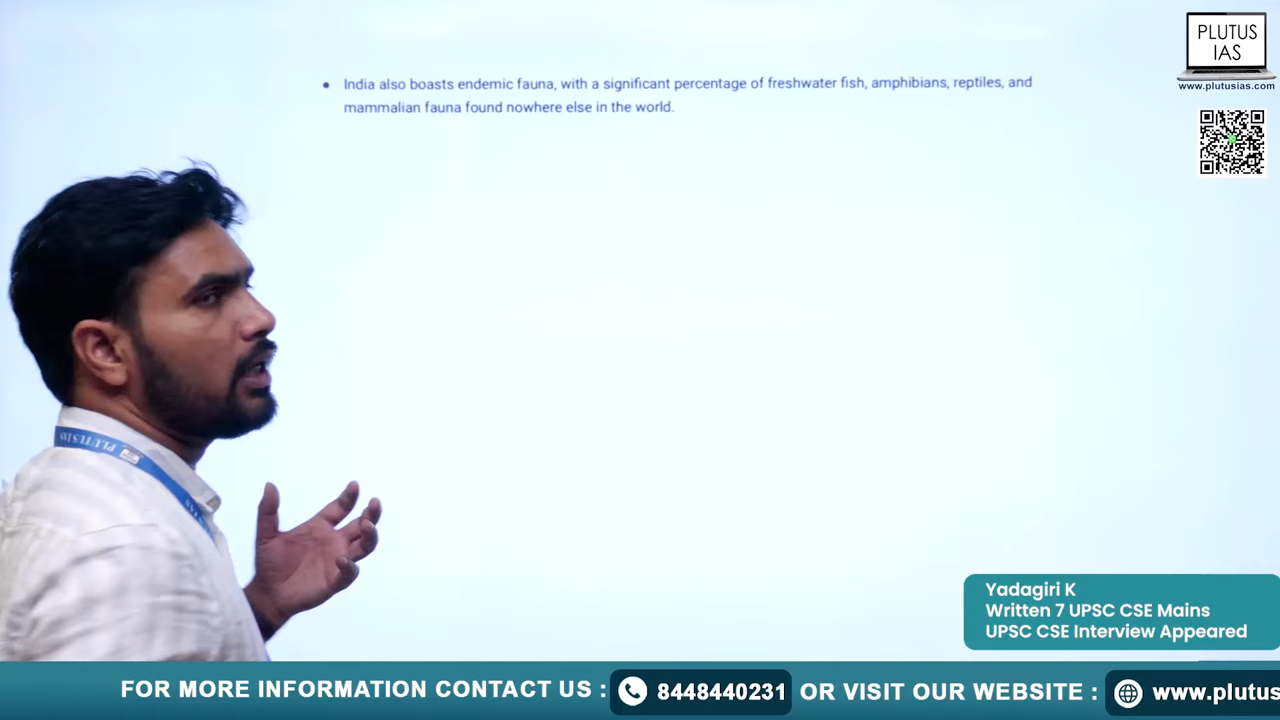 PLUTUS
IAS
www.plutusias.com
• India also boasts endemic fauna, with a significant percentage of freshwater fish, amphibians, reptiles, and
mammalian fauna found nowhere else in the world.
PLUTUS IAS
Yadagiri K
Written 7 UPSC CSE Mains
UPSC CSE Interview Appeared
FOR MORE INFORMATION CONTACT US : 8448440231 OR VISIT OUR WEBSITE : www.plutus